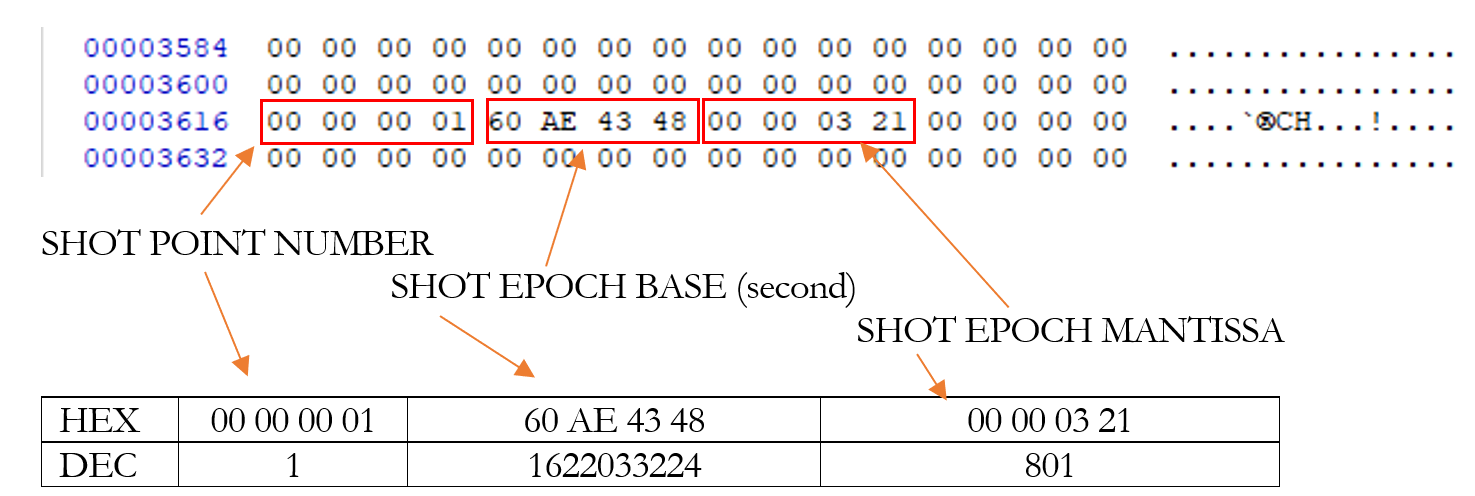 00003584 00 00 00 00 00 00 00 00 00 00 00 00 00 00 00 00 ................
00003600 00 00 00 00 00 00 00 00 00 00 00 00 00 00 00 00 ................
00003616 00 00 00 01 60 AE 43 48 00 00 03 21 00 00 00 00 ....`®CH...!....
00003632 00 00 00 00 00 00 00 00 00 00 00 00 00 00 00 00 ................
SHOT POINT NUMBER
SHOT EPOCH BASE (second)
SHOT EPOCH MANTISSA
HEX 00 00 00 01 60 AE 43 48 00 00 03 21
DEC 1 1622033224 801